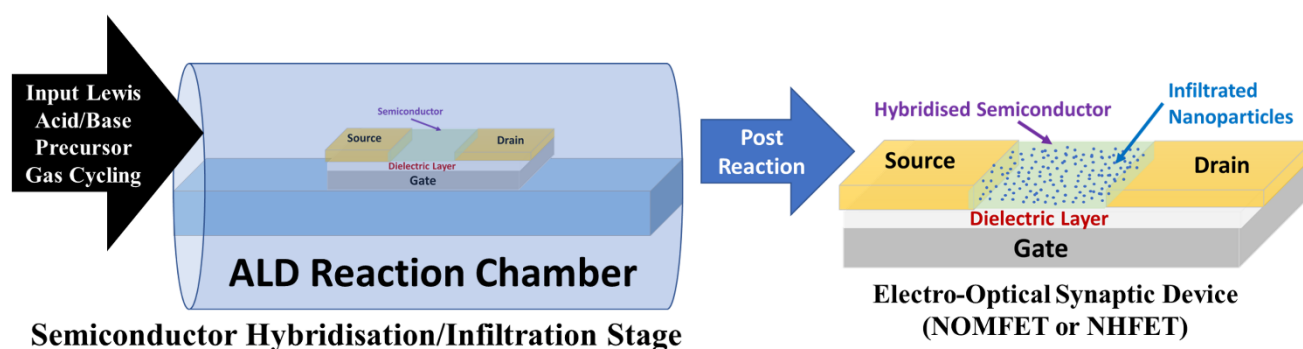 Input Lewis
Acid/Base
Precursor
Gas Cycling
Semiconductor
Source
Drain
Dielectric Layer
Gate
ALD Reaction Chamber
Semiconductor Hybridisation/Infiltration Stage
Post
Reaction
Hybridised Semiconductor
Infiltrated
Nanoparticles
Source
Drain
Dielectric Layer
Gate
Electro-Optical Synaptic Device
(NOMFET or NHFET)